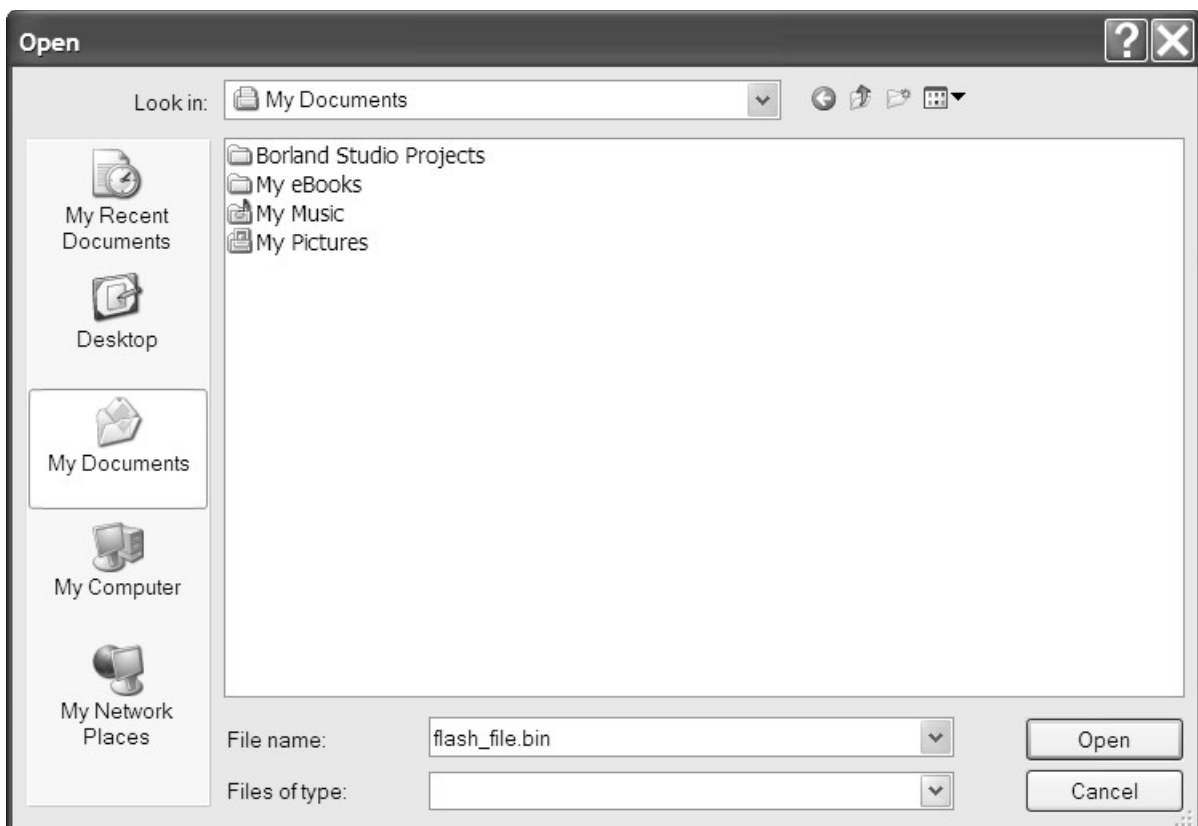 Open
Look in:
My Documents
Borland Studio Projects
My eBooks
My Music
My Pictures
My Recent
Documents
Desktop
My Documents
My Computer
My Network
Places
File name:
flash_file.bin
Open
Files of type:
Cancel